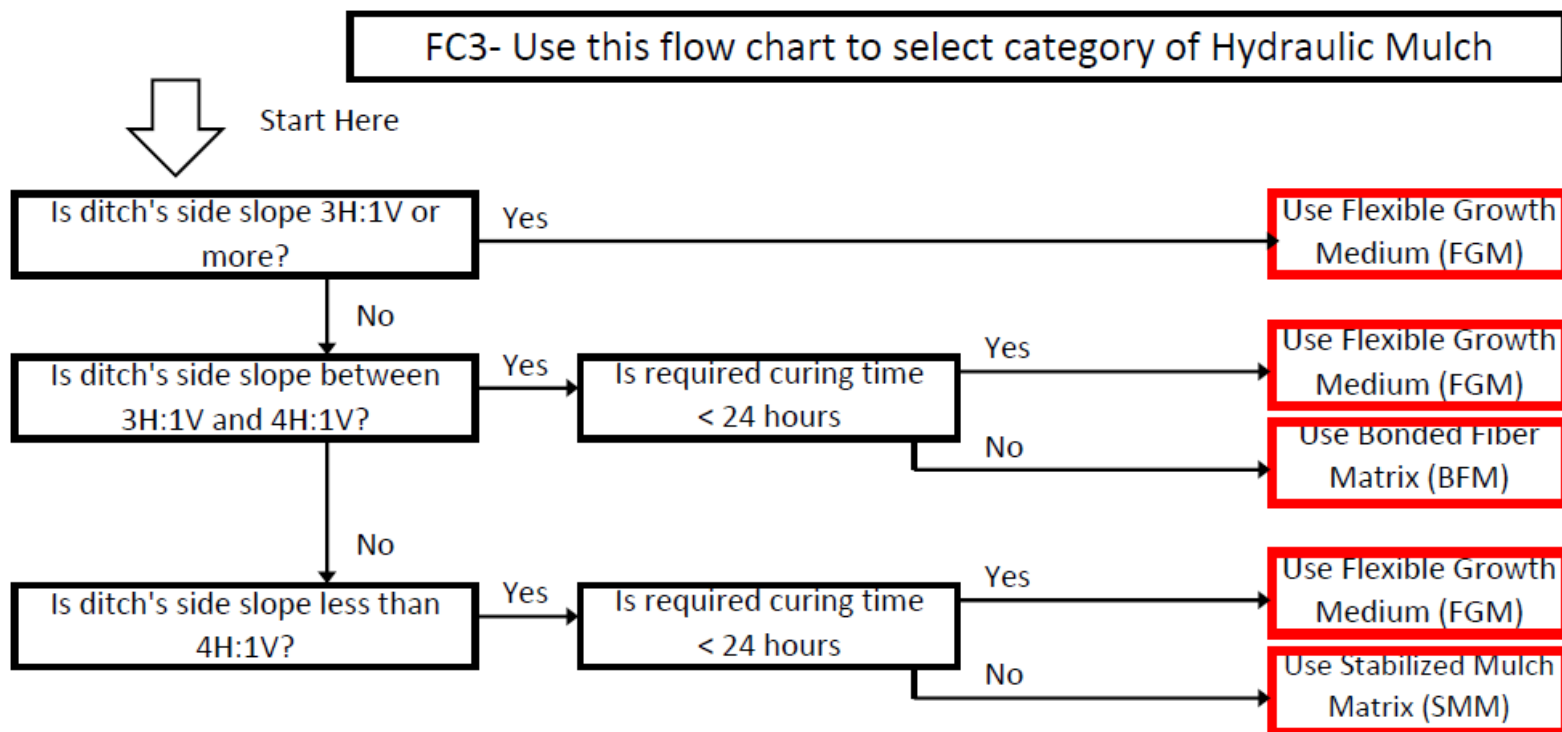 FC3- Use this flow chart to select category of Hydraulic Mulch
Start Here
Is ditch's side slope 3H:1V or
more?
Yes
Use Flexible Growth
Medium (FGM)
No
Is ditch's side slope between
3H:1V and 4H:1V?
Yes
Is required curing time
< 24 hours
Yes
Use Flexible Growth
Medium (FGM)
No
Use Bonded Fiber
Matrix (BFM)
No
Is ditch's side slope less than
4H:1V?
Yes
Is required curing time
< 24 hours
Yes
Use Flexible Growth
Medium (FGM)
No
Use Stabilized Mulch
Matrix (SMM)